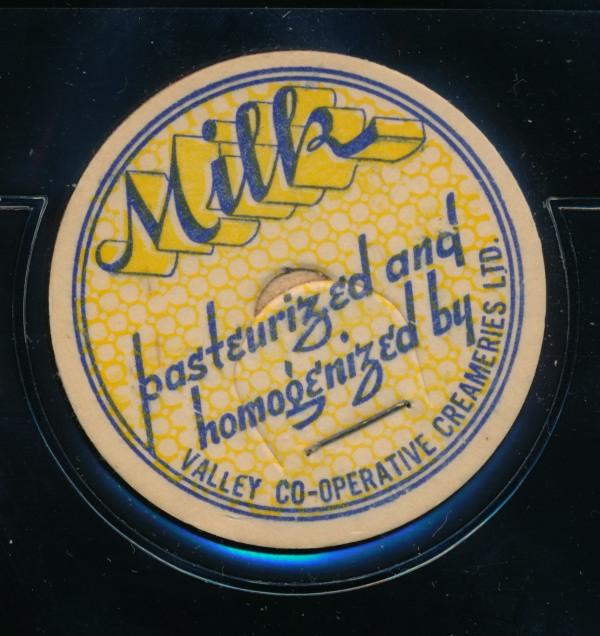 Milk
pasteurized and
homogenized by
VALLEY CO-OPERATIVE CREAMERIES LTD.